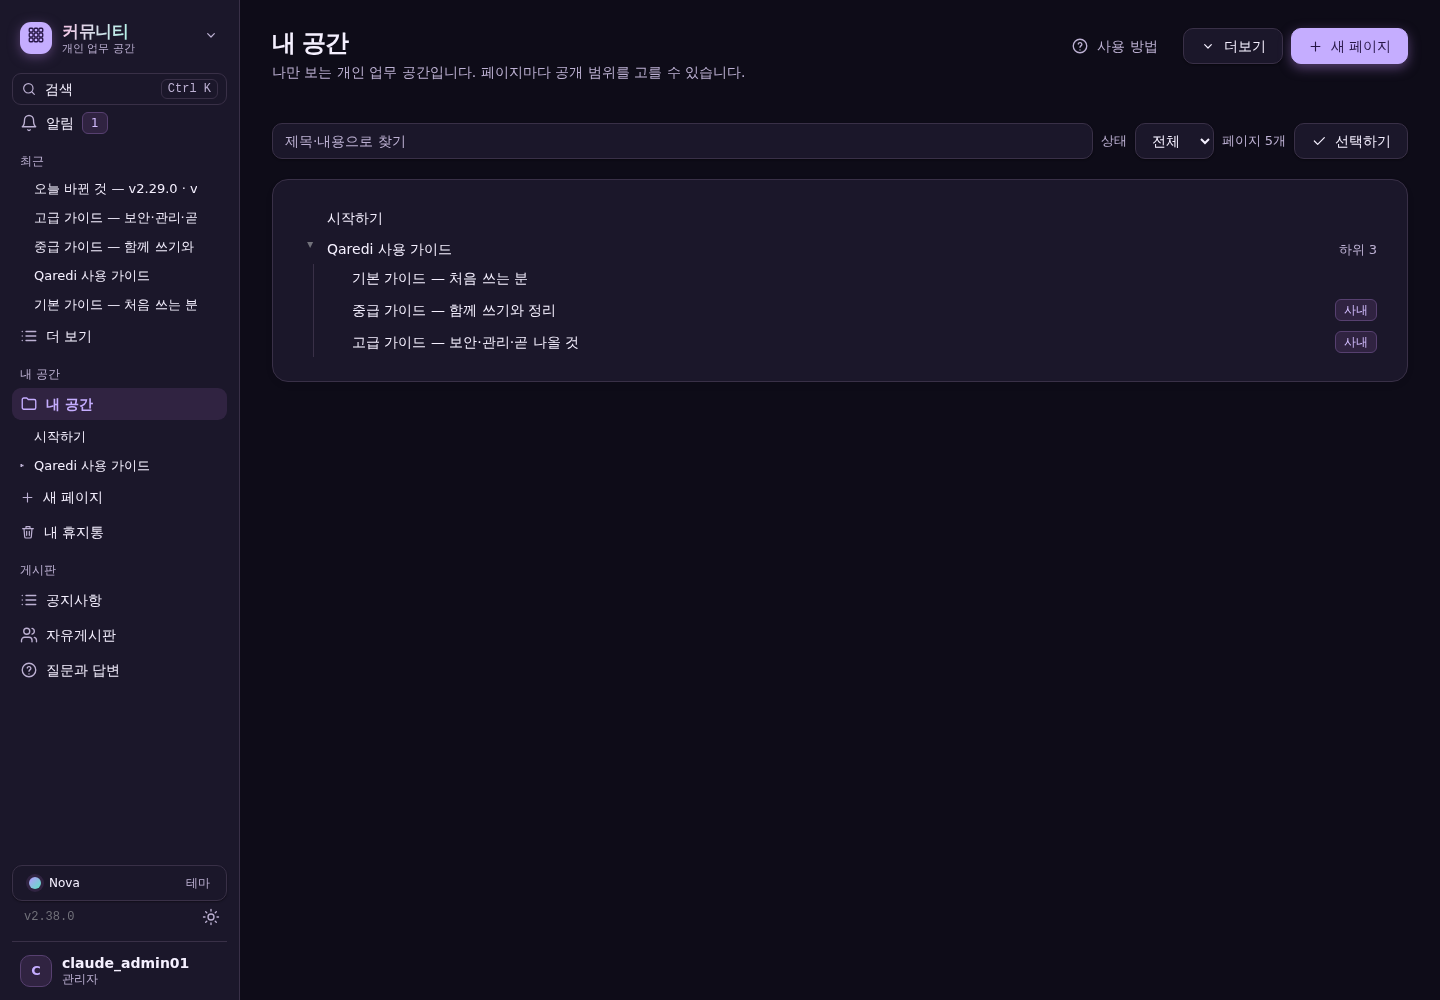 커뮤니티
개인 업무 공간
검색 Ctrl K
알림 1
최근
오늘 바뀐 것 — v2.29.0 · v
고급 가이드 — 보안·관리·곧
중급 가이드 — 함께 쓰기와
Qaredi 사용 가이드
기본 가이드 — 처음 쓰는 분
더 보기
내 공간
내 공간
시작하기
Qaredi 사용 가이드
새 페이지
내 휴지통
게시판
공지사항
자유게시판
질문과 답변
Nova 테마
v2.38.0
C
claude_admin01
관리자
내 공간
나만 보는 개인 업무 공간입니다. 페이지마다 공개 범위를 고를 수 있습니다.
사용 방법 더보기 새 페이지
제목·내용으로 찾기 상태 전체 페이지 5개 선택하기
시작하기
Qaredi 사용 가이드 하위 3
기본 가이드 — 처음 쓰는 분
중급 가이드 — 함께 쓰기와 정리 사내
고급 가이드 — 보안·관리·곧 나올 것 사내